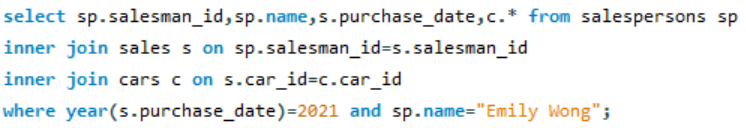 select sp.salesman_id,sp.name,s.purchase_date,c.* from salespersons sp
inner join sales s on sp.salesman_id=s.salesman_id
inner join cars c on s.car_id=c.car_id
where year(s.purchase_date)=2021 and sp.name="Emily Wong";